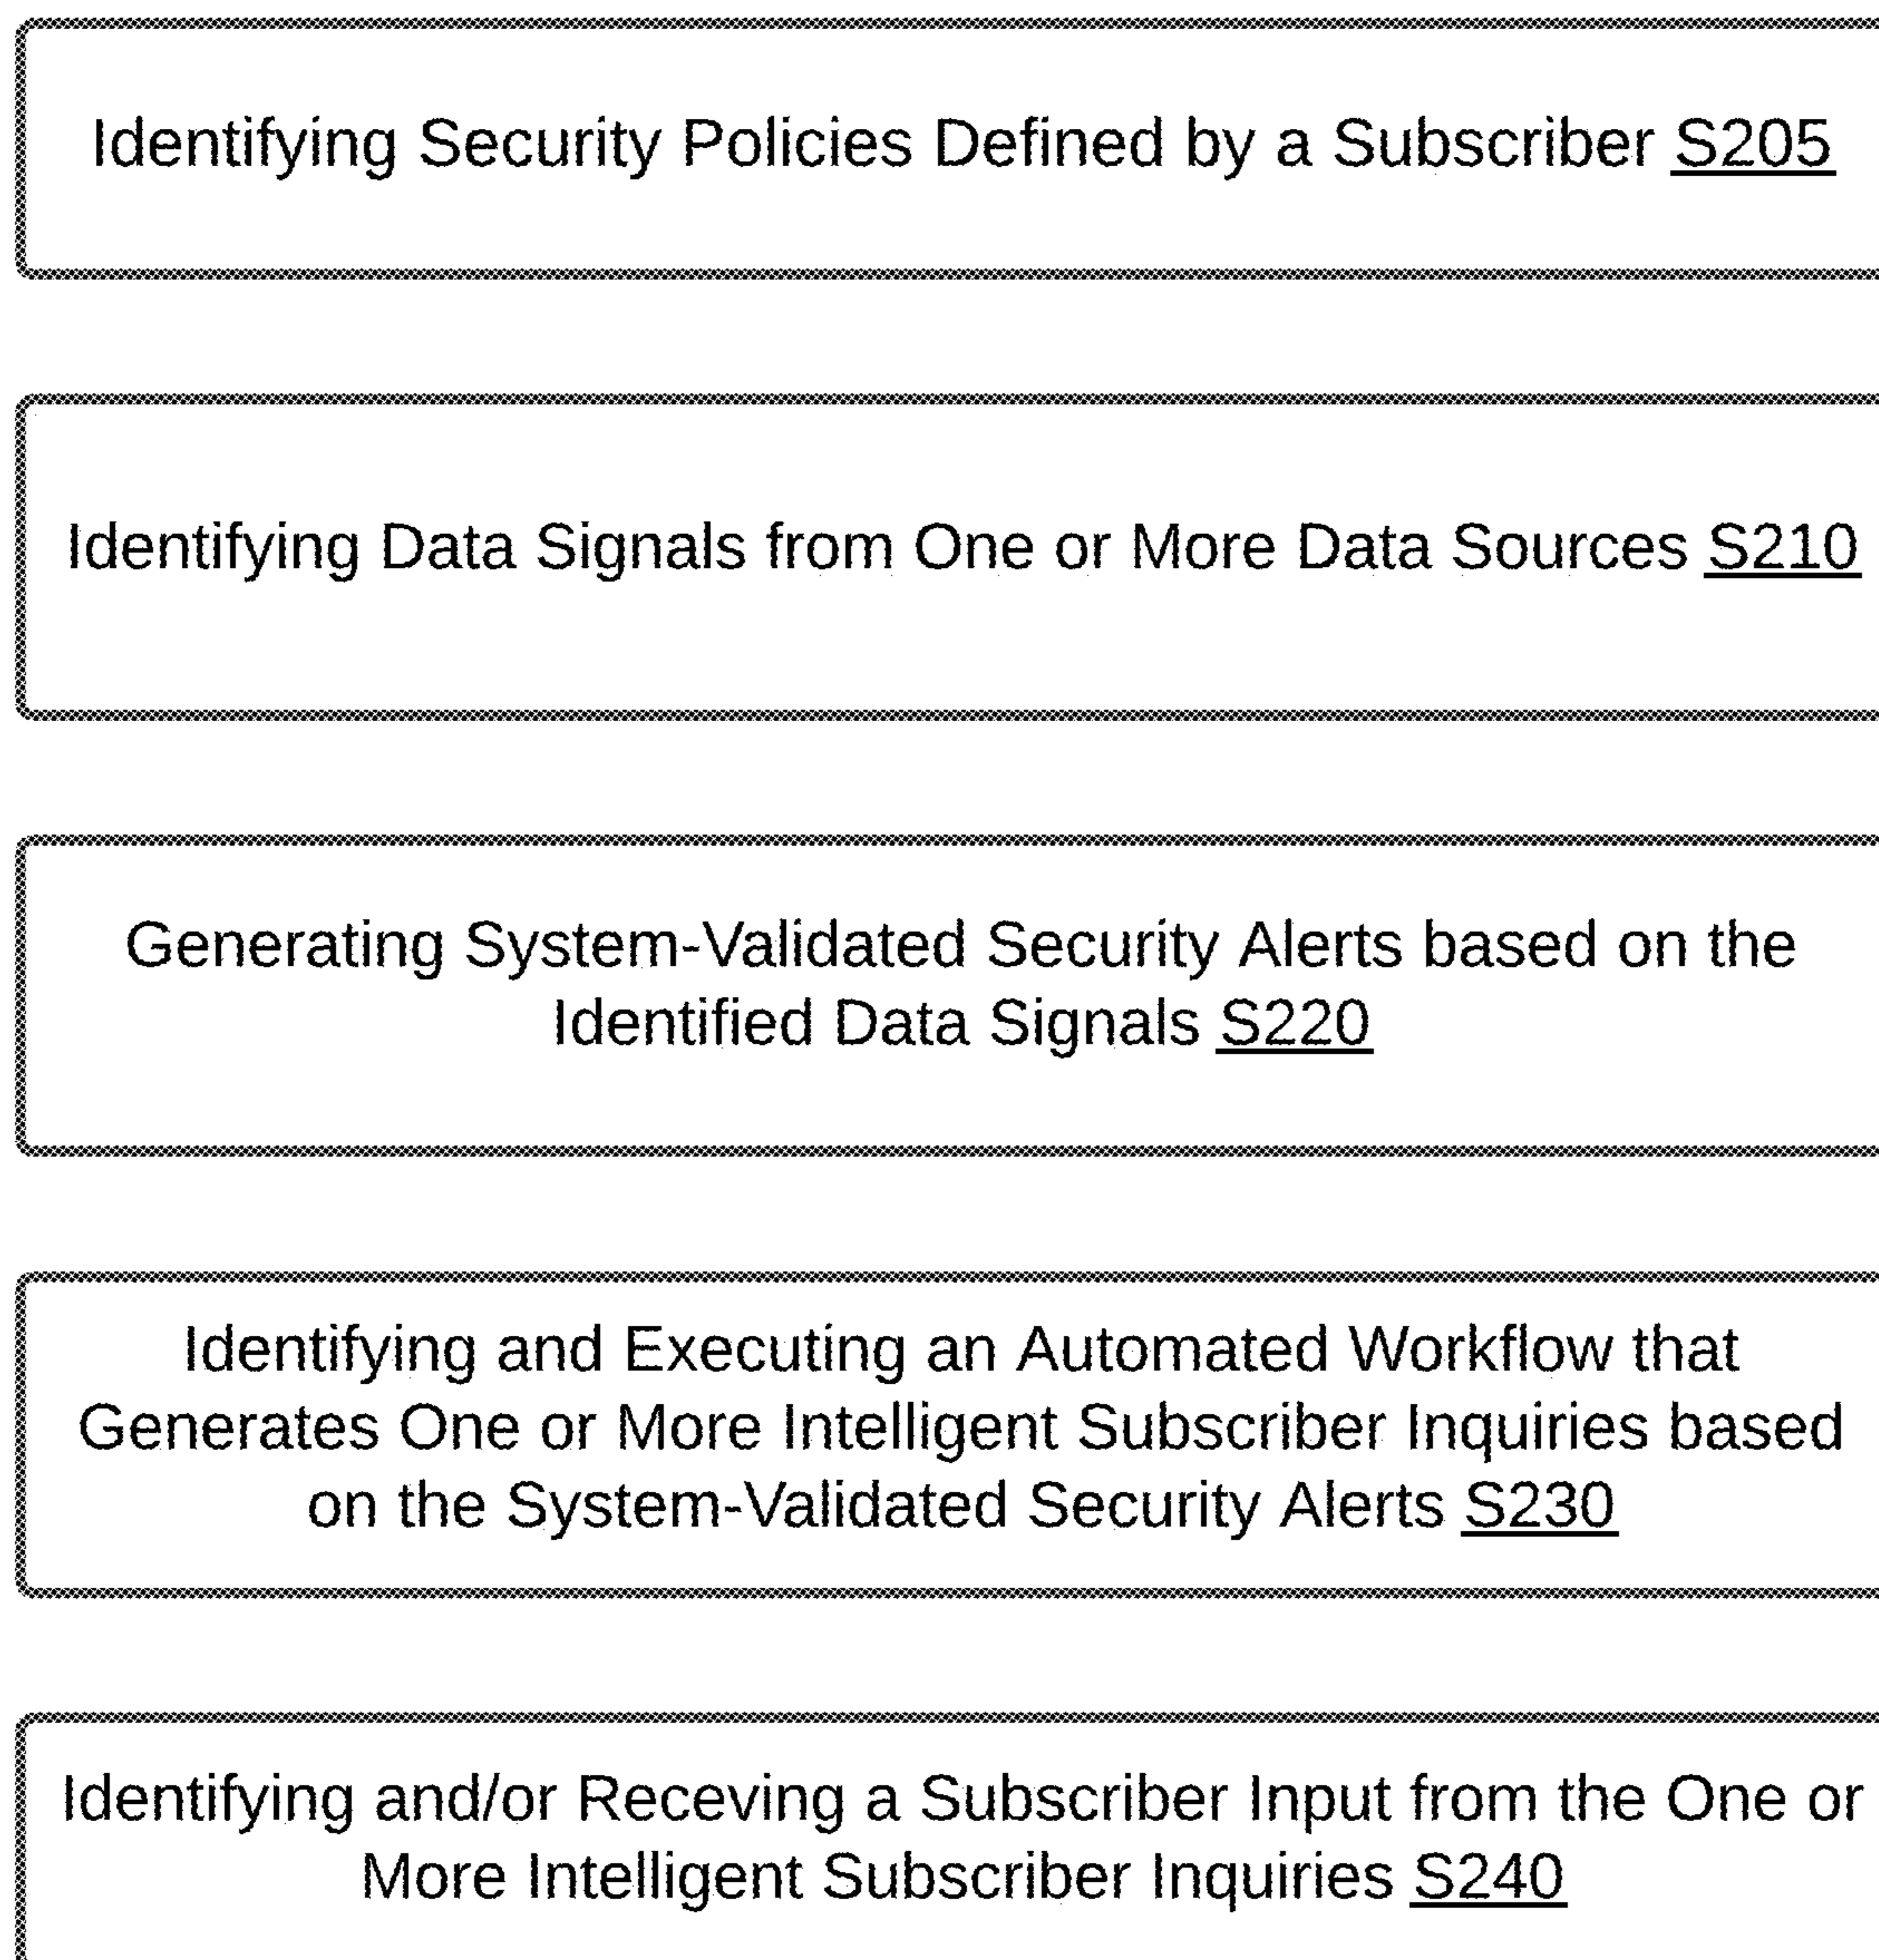 Identifying Security Policies Defined by a Subscriber S205
Identifying Data Signals from One or More Data Sources S210
Generating System-Validated Security Alerts based on the
Identified Data Signals S220
Identifying and Executing an Automated Workflow that
Generates One or More Intelligent Subscriber Inquiries based
on the System-Validated Security Alerts S230
Identifying and/or Receving a Subscriber Input from the One or
More Intelligent Subscriber Inquiries S240